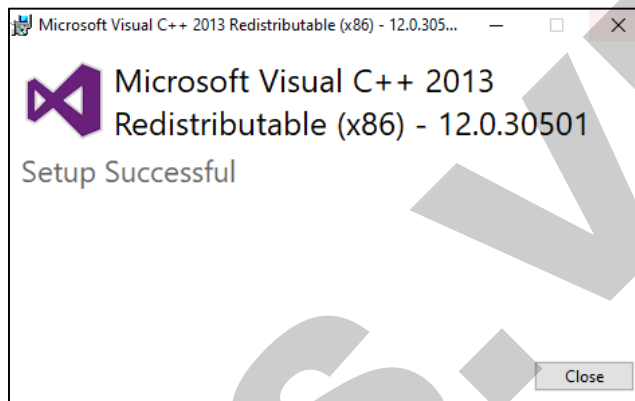 Microsoft Visual C++ 2013 Redistributable (x86) - 12.0.305...
Microsoft Visual C++ 2013
Redistributable (x86) - 12.0.30501
Setup Successful
Close